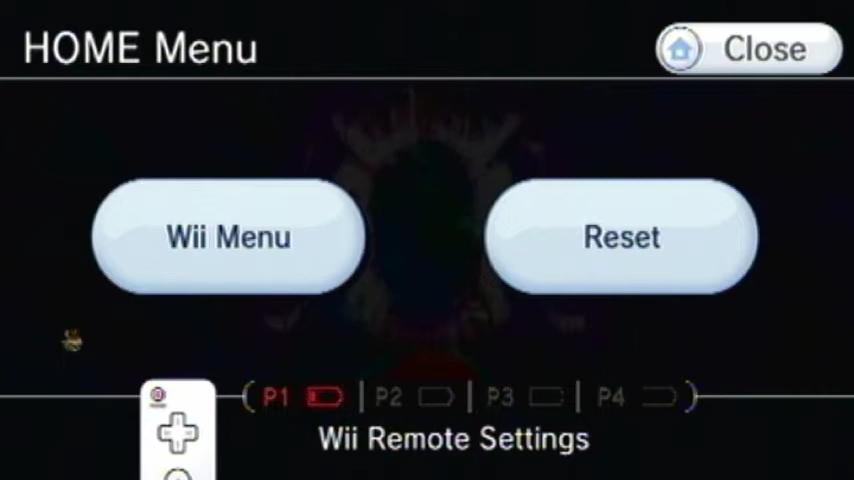 HOME Menu
Close
Wii Menu
Reset
P1 P2 P3 P4
Wii Remote Settings